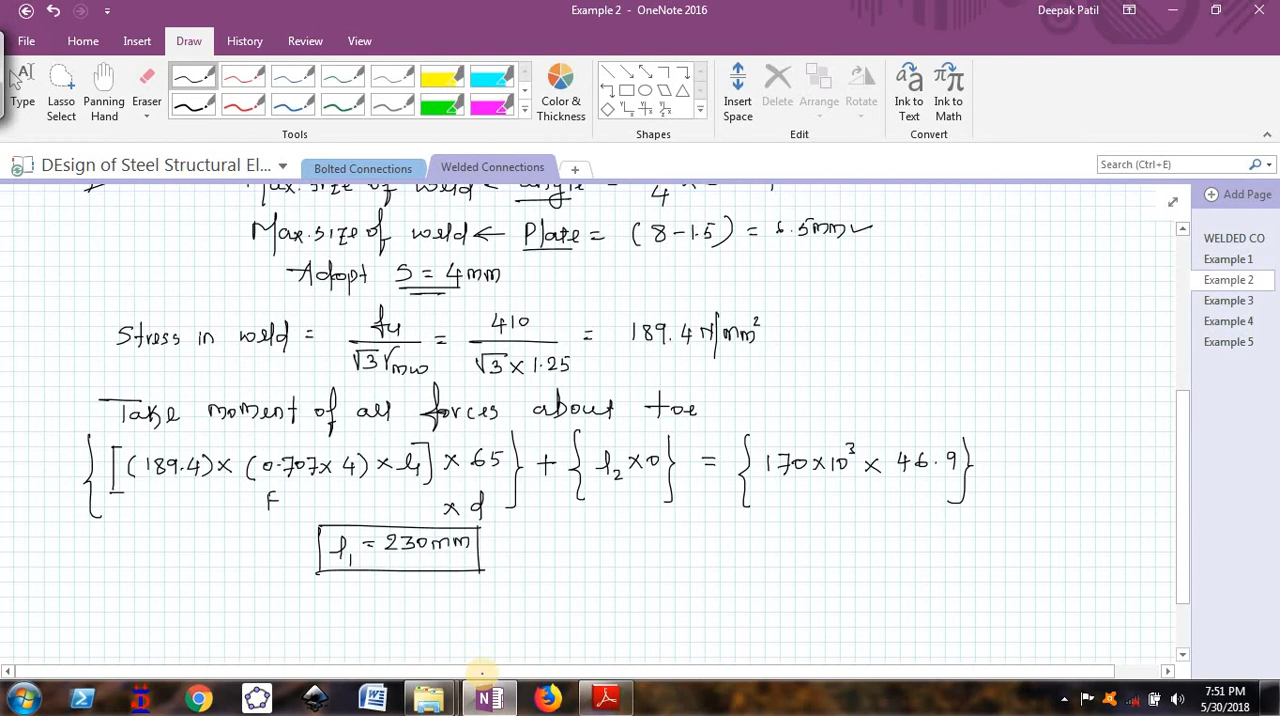 Example 2 - OneNote 2016
Deepak Patil
File Home Insert Draw History Review View
Type
Lasso Select
Panning Hand
Eraser
Color & Thickness
Insert Space
Delete
Arrange
Rotate
Ink to Text
Ink to Math
Tools
Shapes
Edit
Convert
DEsign of Steel Structural El...
Bolted Connections
Welded Connections
Search (Ctrl+E)
Add Page
WELDED CO
Example 1
Example 2
Example 3
Example 4
Example 5
Max. size of weld ← angle =
Max. size of weld ← Plate = (8 - 1.5) = 6.5mm ✓
Adopt S = 4mm
Stress in weld = fu / √3 γmw = 410 / √3 × 1.25 = 189.4 N/mm²
Take moment of all forces about toe
{[(189.4) × (0.707 × 4) × l1] × 65} + {l2 × 0} = {170×10³ × 46.9}
F × d
l1 = 230mm
7:51 PM
5/30/2018